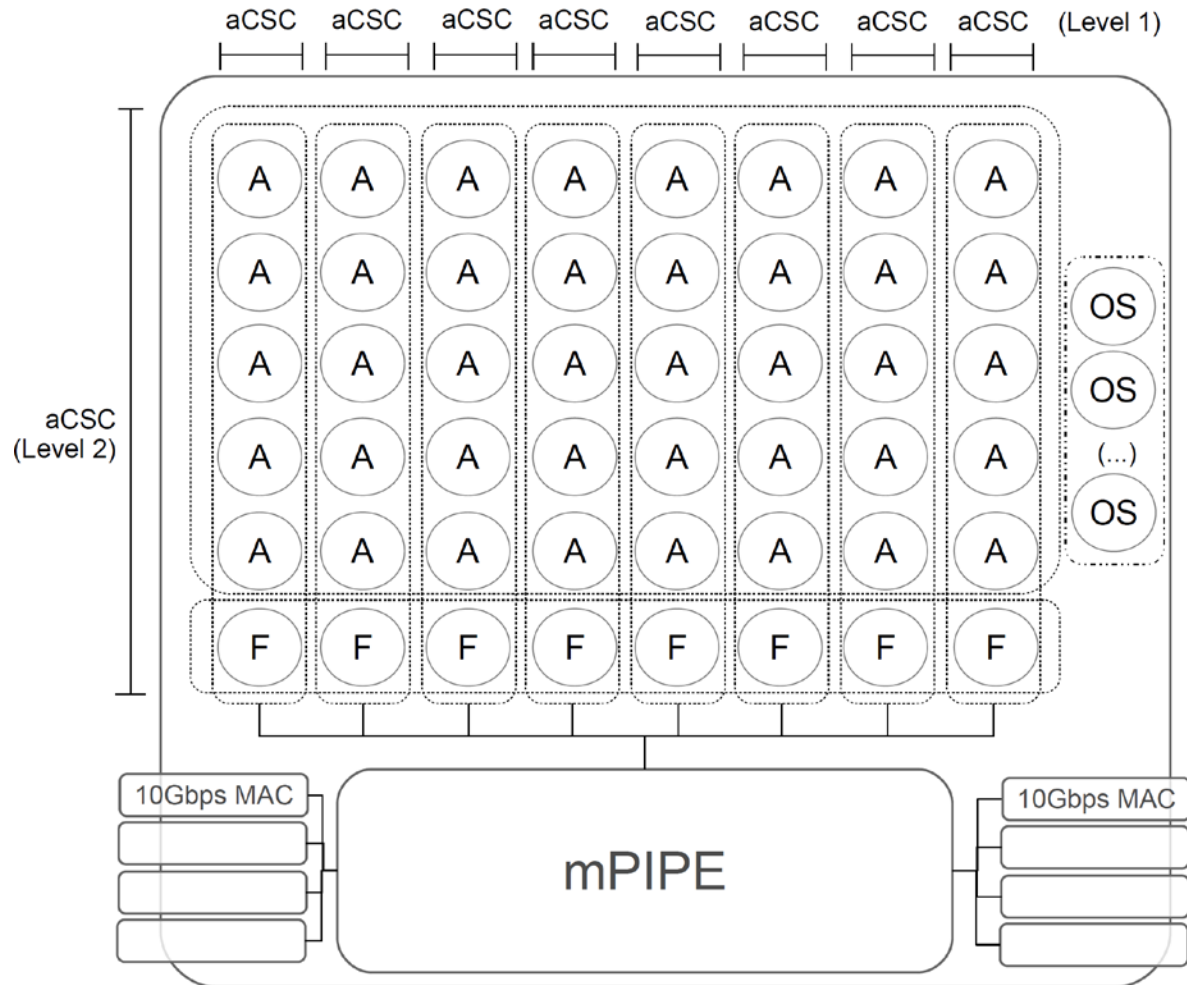 aCSC aCSC aCSC aCSC aCSC aCSC aCSC aCSC (Level 1)
A A A A A A A A
A A A A A A A A
OS
A A A A A A A A
OS
aCSC
(Level 2)
A A A A A A A A
(...)
OS
A A A A A A A A
F F F F F F F F
10Gbps MAC
10Gbps MAC
mPIPE